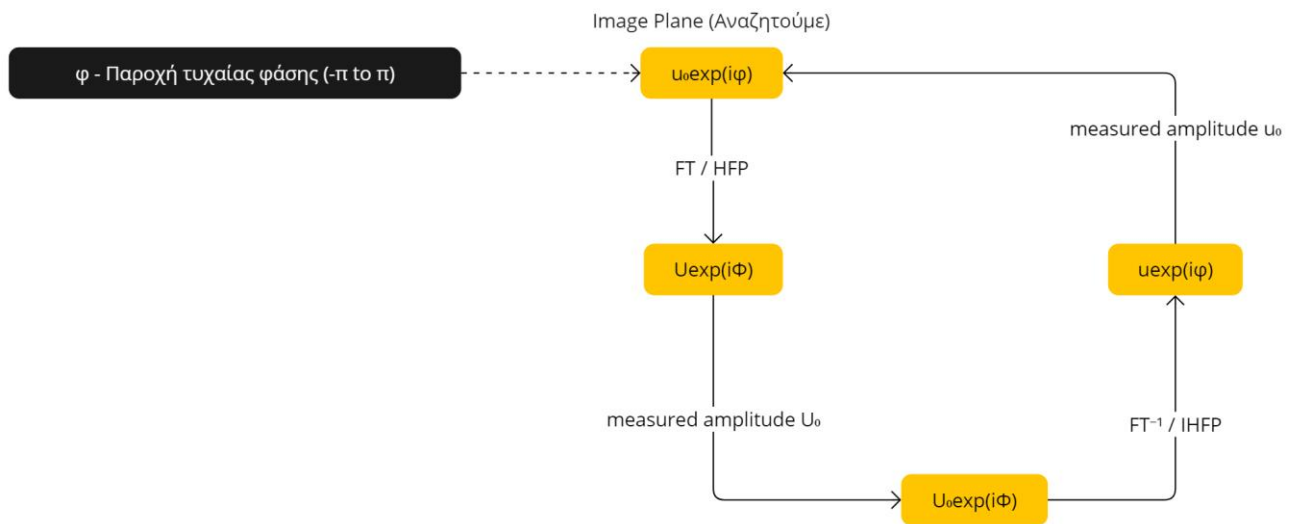 Image Plane (Αναζητούμε)
φ - Παροχή τυχαίας φάσης (-π to π)
u₀exp(iφ)
measured amplitude u₀
FT / HFP
Uexp(iΦ)
uexp(iφ)
measured amplitude U₀
FT⁻¹ / IHFP
U₀exp(iΦ)